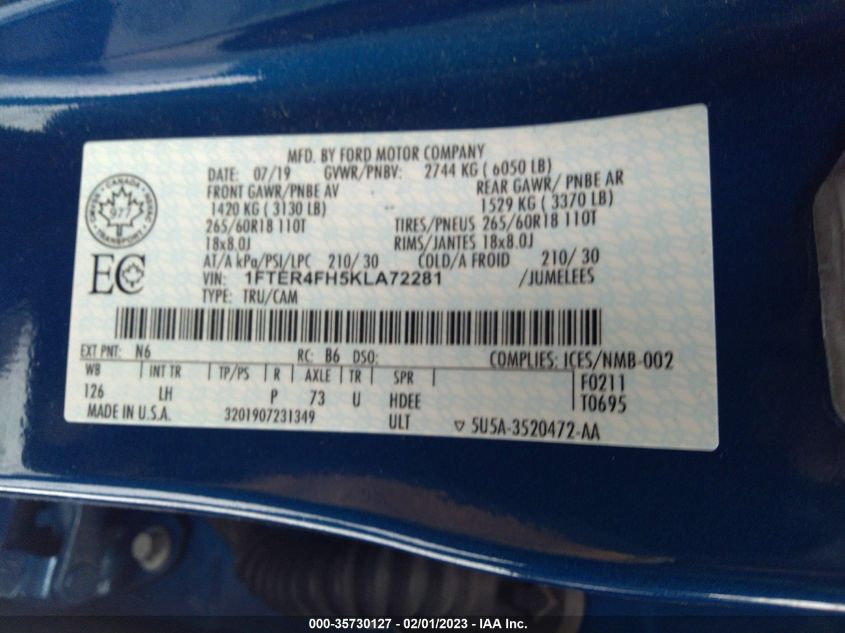 MFD. BY FORD MOTOR COMPANY
DATE: 07/19 GVWR/PNBV: 2744 KG ( 6050 LB)
FRONT GAWR/PNBE AV REAR GAWR/ PNBE AR
1420 KG ( 3130 LB) 1529 KG ( 3370 LB)
265/60R18 110T TIRES/PNEUS 265/60R18 110T
18x8.0J RIMS/JANTES 18x8.0J
AT/A kPa/PSI/LPC 210/ 30 COLD/A FROID 210/ 30
VIN: 1FTER4FH5KLA72281 /JUMELEES
TYPE: TRU/CAM
CANADA
TRANSPORT
EC
EXT PNT: N6 RC: B6 DSO: COMPLIES: ICES/NMB-002
WB INT TR TP/PS R AXLE TR SPR F0211
126 LH P 73 U HDEE T0695
MADE IN U.S.A. 3201907231349 ULT ▽ 5U5A-3520472-AA
000-35730127 - 02/01/2023 - IAA Inc.